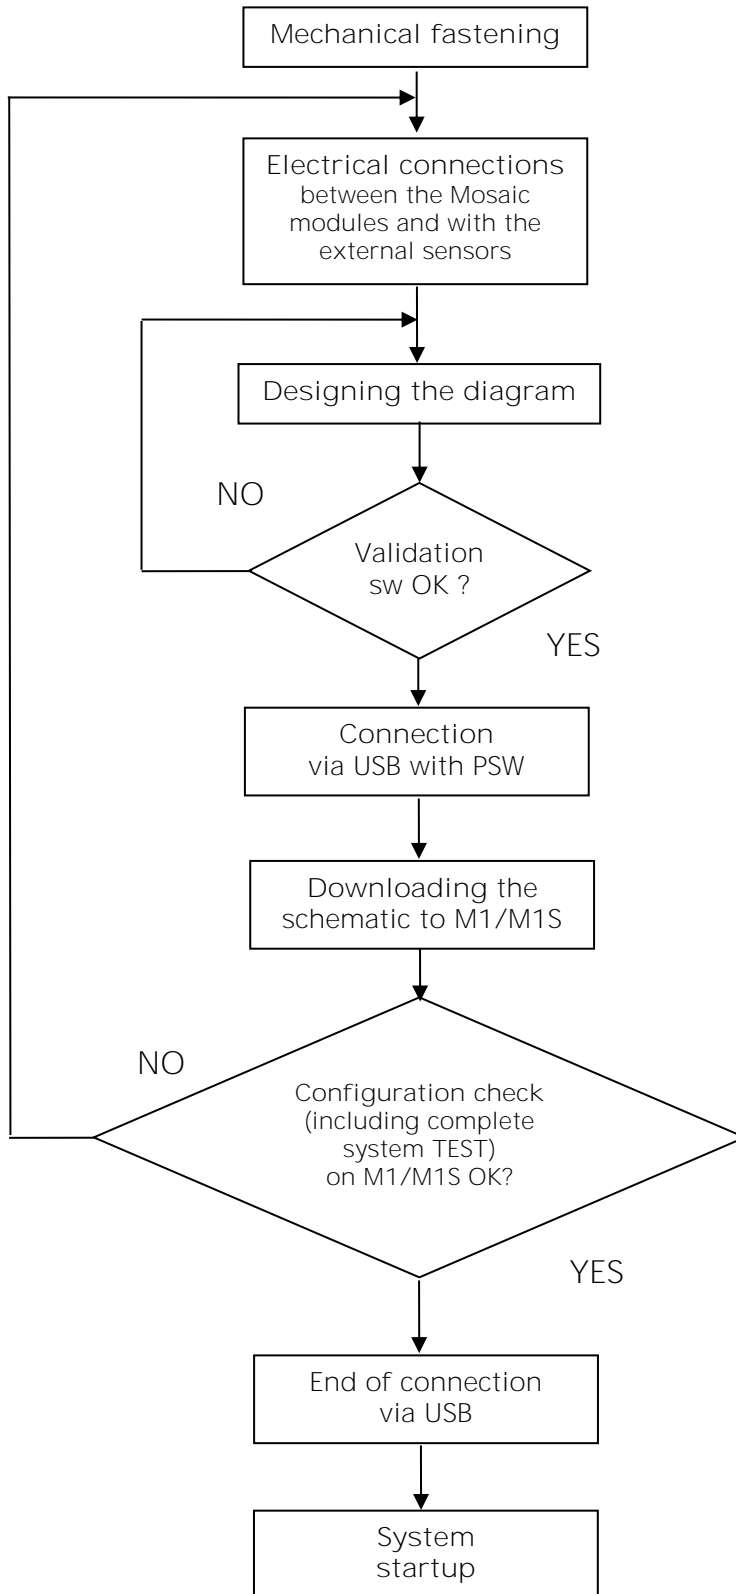 Mechanical fastening
Electrical connections
between the Mosaic
modules and with the
external sensors
Designing the diagram
NO
Validation
sw OK ?
YES
Connection
via USB with PSW
Downloading the
schematic to M1/M1S
NO
Configuration check
(including complete
system TEST)
on M1/M1S OK?
YES
End of connection
via USB
System
startup